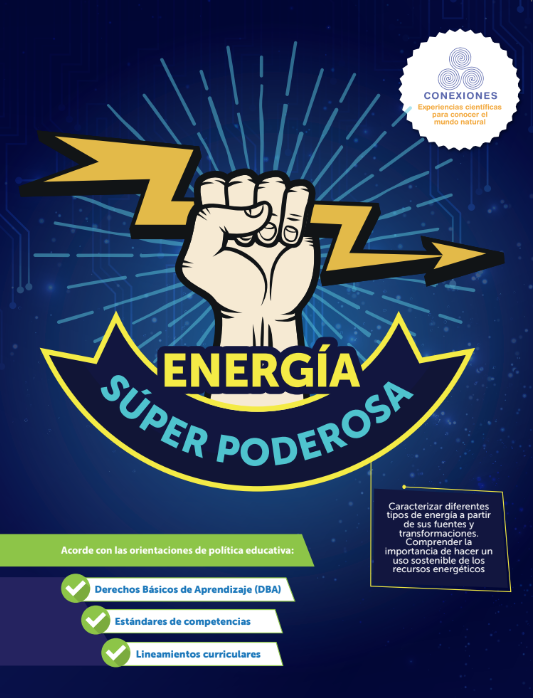 CONEXIONES
Experiencias científicas
para conocer el
mundo natural
ENERGÍA
SÚPER PODEROSA
Caracterizar diferentes
tipos de energía a partir
de sus fuentes y
transformaciones.
Comprender la
importancia de hacer un
uso sostenible de los
recursos energéticos
Acorde con las orientaciones de política educativa:
Derechos Básicos de Aprendizaje (DBA)
Estándares de competencias
Lineamientos curriculares